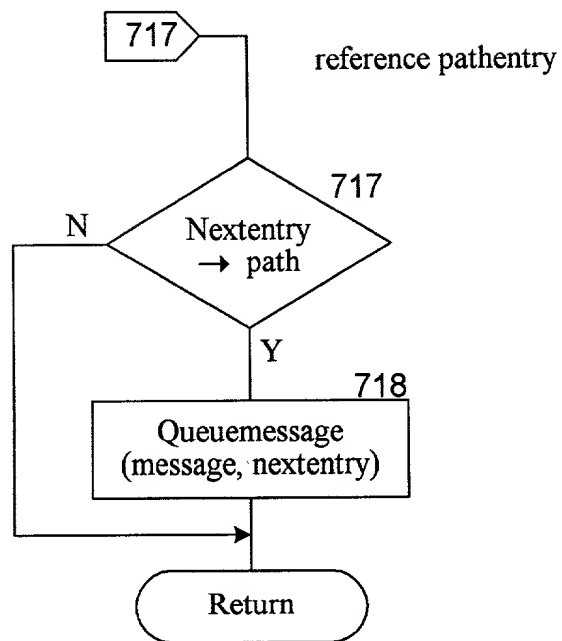 717
reference pathentry
717
N
Nextentry
→ path
Y
718
Queuemessage
(message, nextentry)
Return